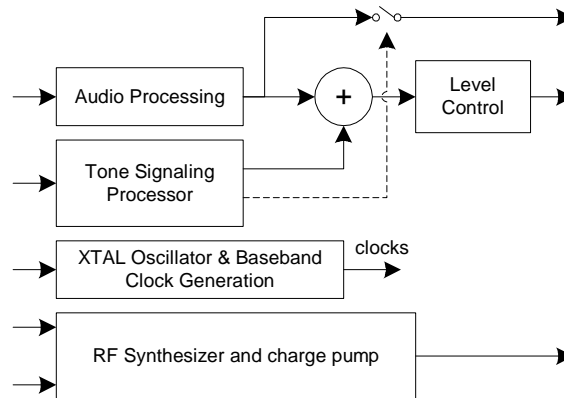 Audio Processing
+
Level
Control
Tone Signaling
Processor
XTAL Oscillator & Baseband
Clock Generation
clocks
RF Synthesizer and charge pump